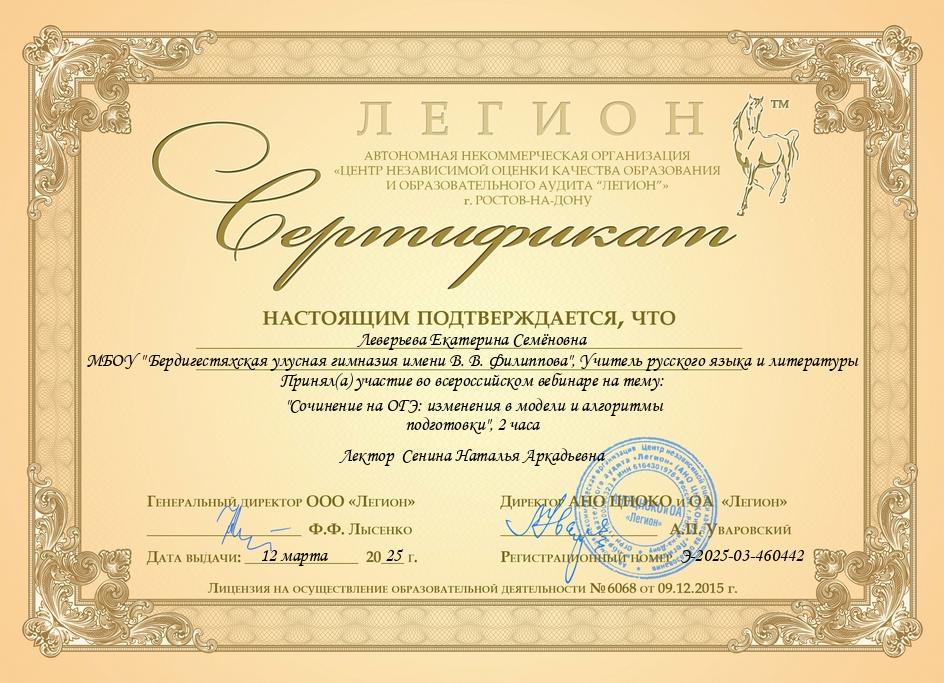 ЛЕГИОН ™
АВТОНОМНАЯ НЕКОММЕРЧЕСКАЯ ОРГАНИЗАЦИЯ
«ЦЕНТР НЕЗАВИСИМОЙ ОЦЕНКИ КАЧЕСТВА ОБРАЗОВАНИЯ
И ОБРАЗОВАТЕЛЬНОГО АУДИТА "ЛЕГИОН"»
г. РОСТОВ-НА-ДОНУ
Сертификат
НАСТОЯЩИМ ПОДТВЕРЖДАЕТСЯ, ЧТО
Леверьева Екатерина Семёновна
МБОУ "Бердигестяхская улусная гимназия имени В. В. Филиппова", Учитель русского языка и литературы
Принял(а) участие во всероссийском вебинаре на тему:
"Сочинение на ОГЭ: изменения в модели и алгоритмы
подготовки", 2 часа
Лектор Сенина Наталья Аркадьевна
Генеральный директор ООО «Легион»
Ф.Ф. Лысенко
Дата выдачи: 12 марта 20 25 г.
Директор АНО ЦНОКО и ОА «Легион»
А.П. Уваровский
Регистрационный номер Э-2025-03-460442
Лицензия на осуществление образовательной деятельности №6068 от 09.12.2015 г.